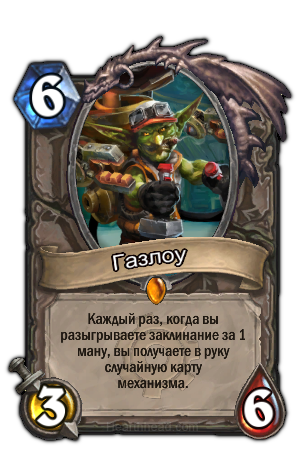 6
Газлоу
Каждый раз, когда вы
разыгрываете заклинание за 1
ману, вы получаете в руку
случайную карту
механизма.
3
6